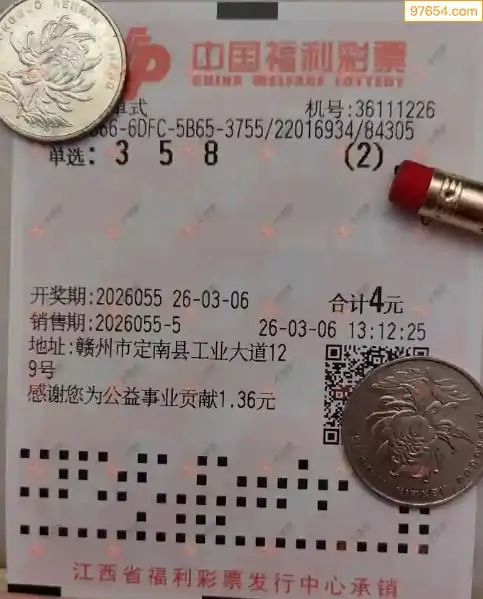 97654.com
中国福利彩票
CHINA WELFARE LOTTERY
单式 机号:36111226
66-6DFC-5B65-3755/22016934/84305
单选: 3 5 8 (2)
开奖期:2026055 26-03-06 合计4元
销售期:2026055-5 26-03-06 13:12:25
地址:赣州市定南县工业大道12
9号
感谢您为公益事业贡献1.36元
江西省福利彩票发行中心承销